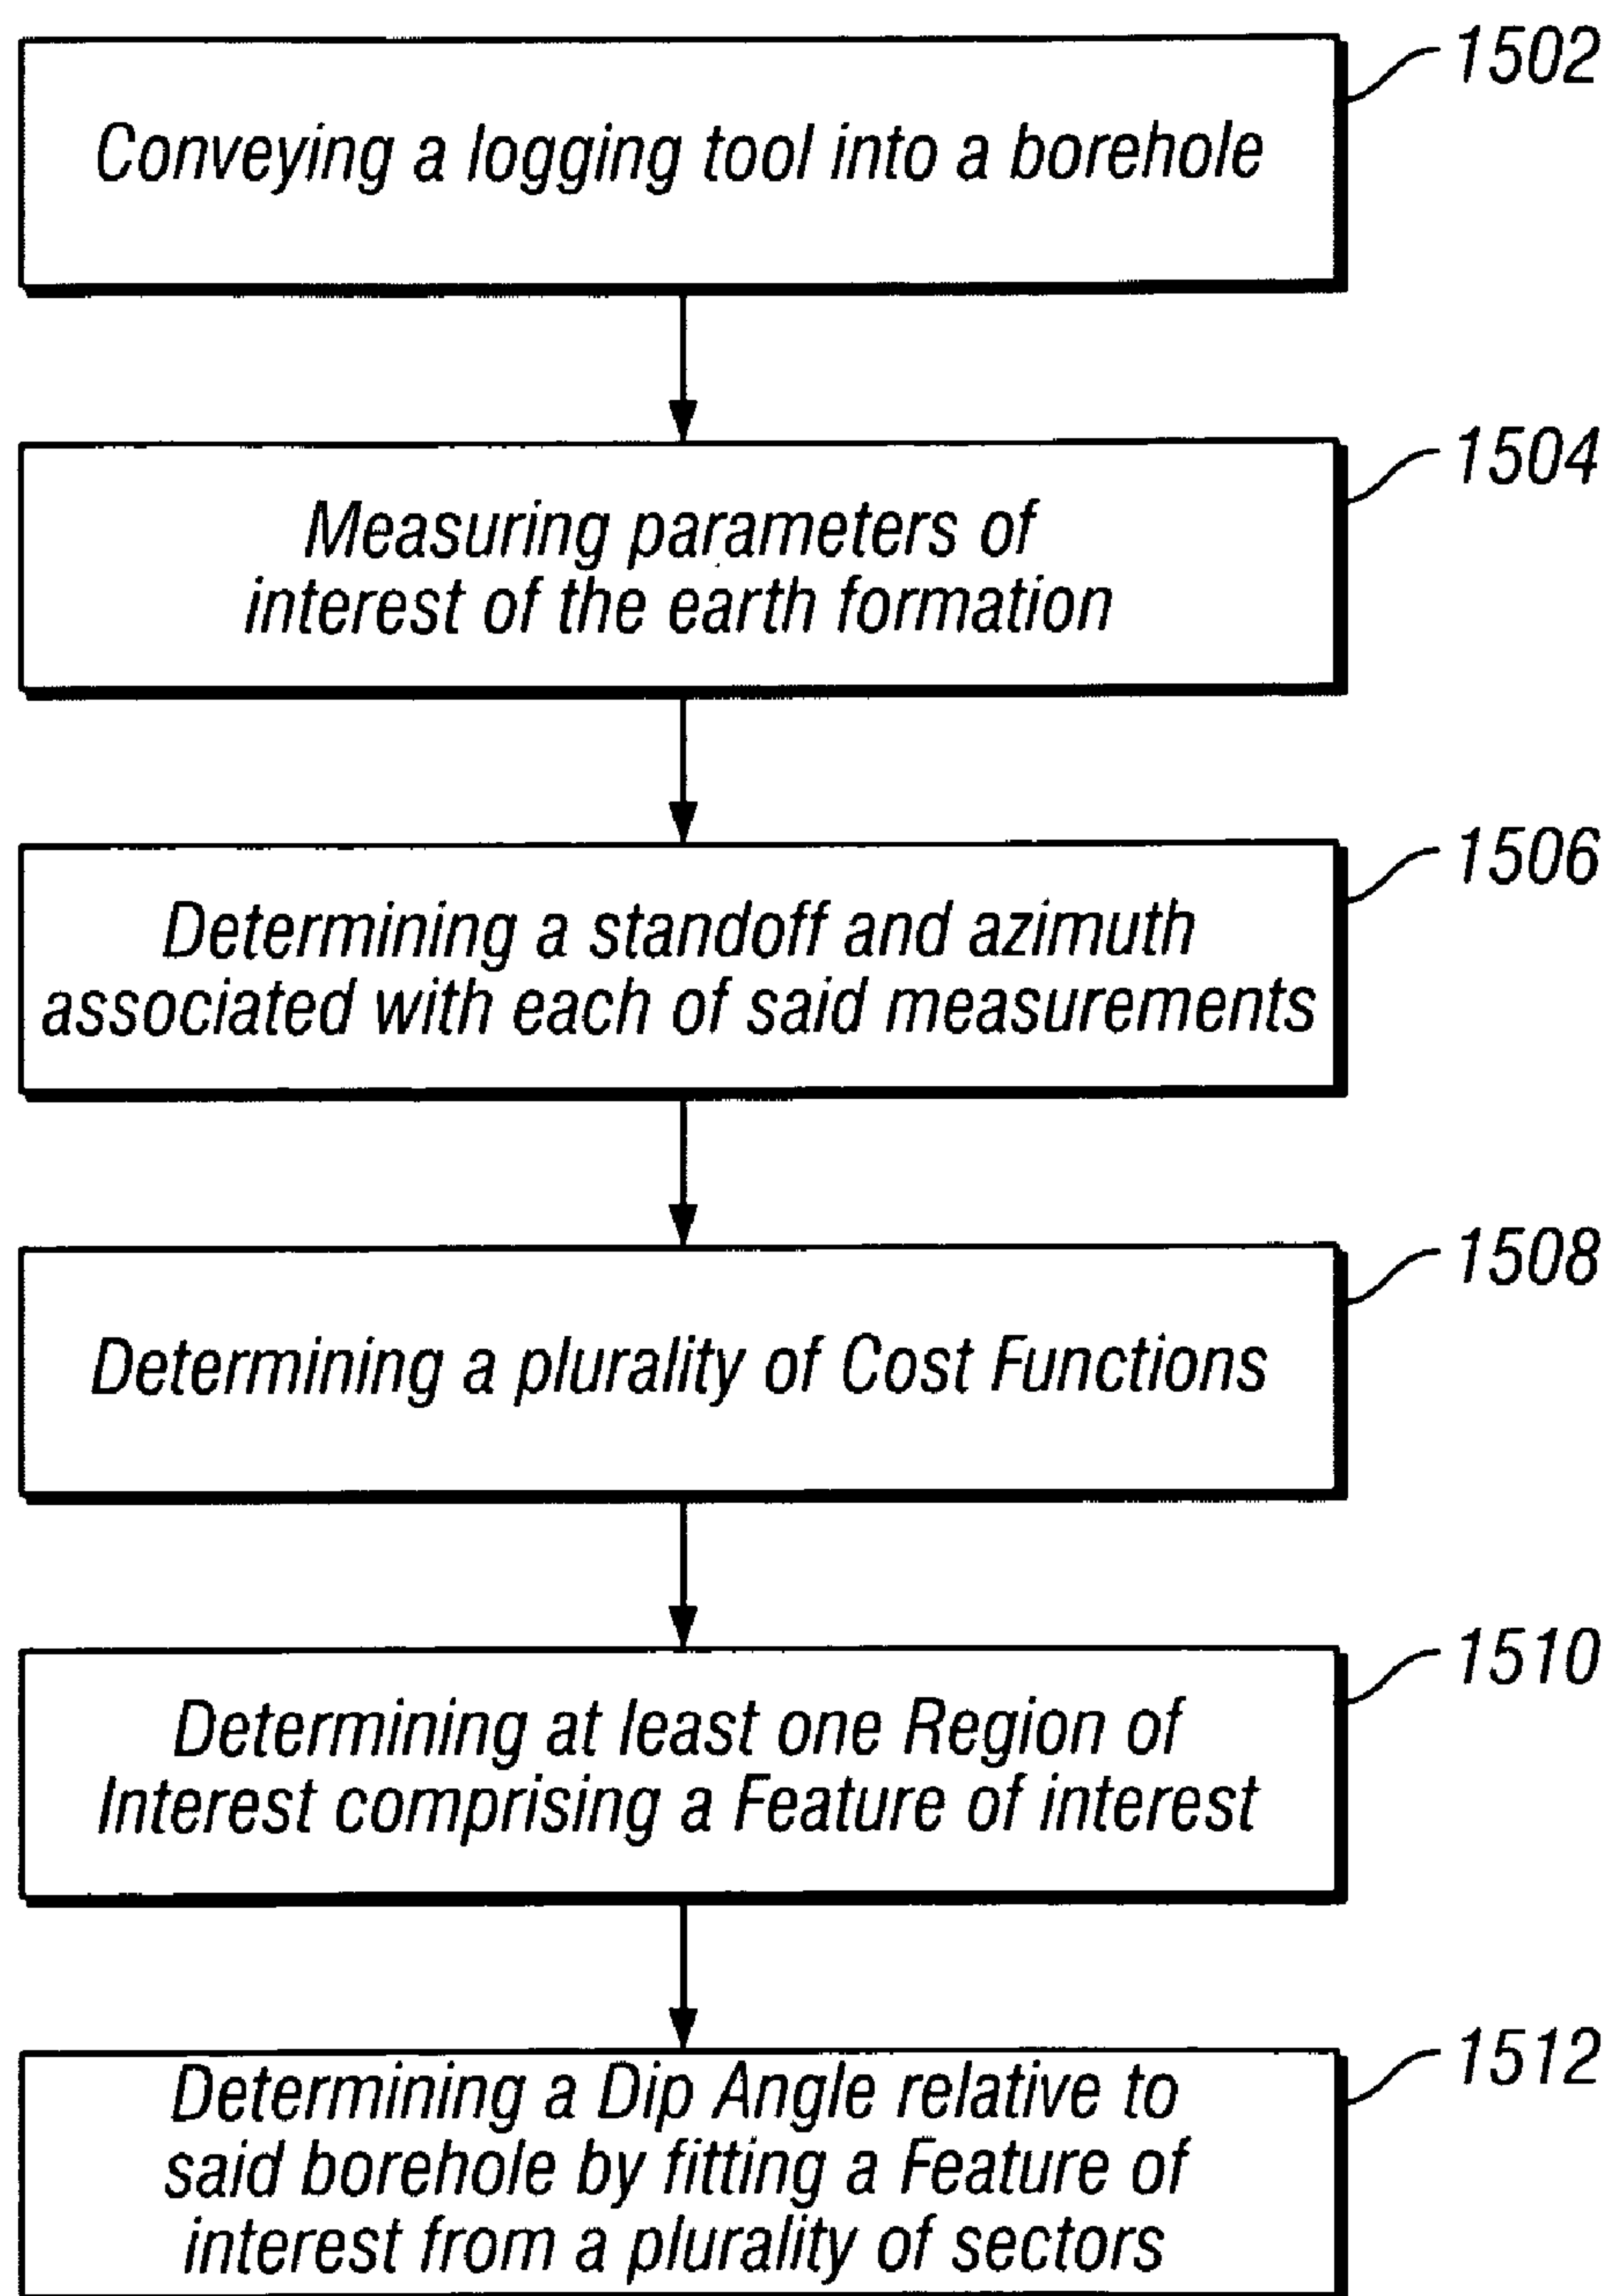 1502
Conveying a logging tool into a borehole
1504
Measuring parameters of
interest of the earth formation
1506
Determining a standoff and azimuth
associated with each of said measurements
1508
Determining a plurality of Cost Functions
1510
Determining at least one Region of
Interest comprising a Feature of interest
1512
Determining a Dip Angle relative to
said borehole by fitting a Feature of
interest from a plurality of sectors